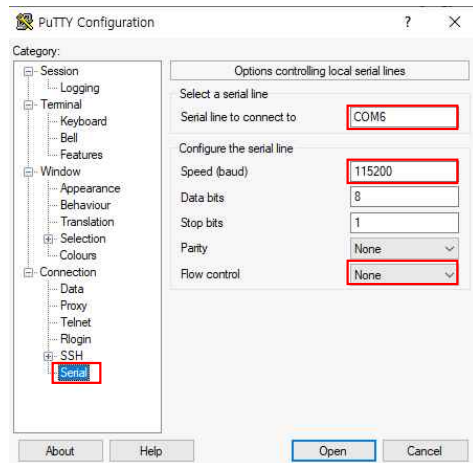 PuTTY Configuration
Category:
Session
Logging
Terminal
Keyboard
Bell
Features
Window
Appearance
Behaviour
Translation
Selection
Colours
Connection
Data
Proxy
Telnet
Rlogin
SSH
Serial
Options controlling local serial lines
Select a serial line
Serial line to connect to COM6
Configure the serial line
Speed (baud) 115200
Data bits 8
Stop bits 1
Parity None
Flow control None
About Help Open Cancel